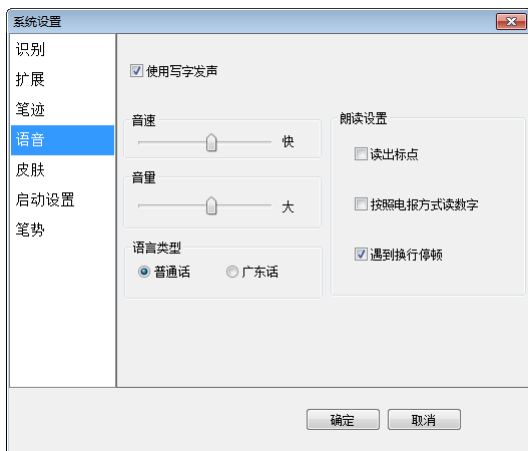 系统设置
识别
扩展
笔迹
语音
皮肤
启动设置
笔势
使用写字发声
音速
快
音量
大
语言类型
普通话 广东话
朗读设置
读出标点
按照电报方式读数字
遇到换行停顿
确定 取消